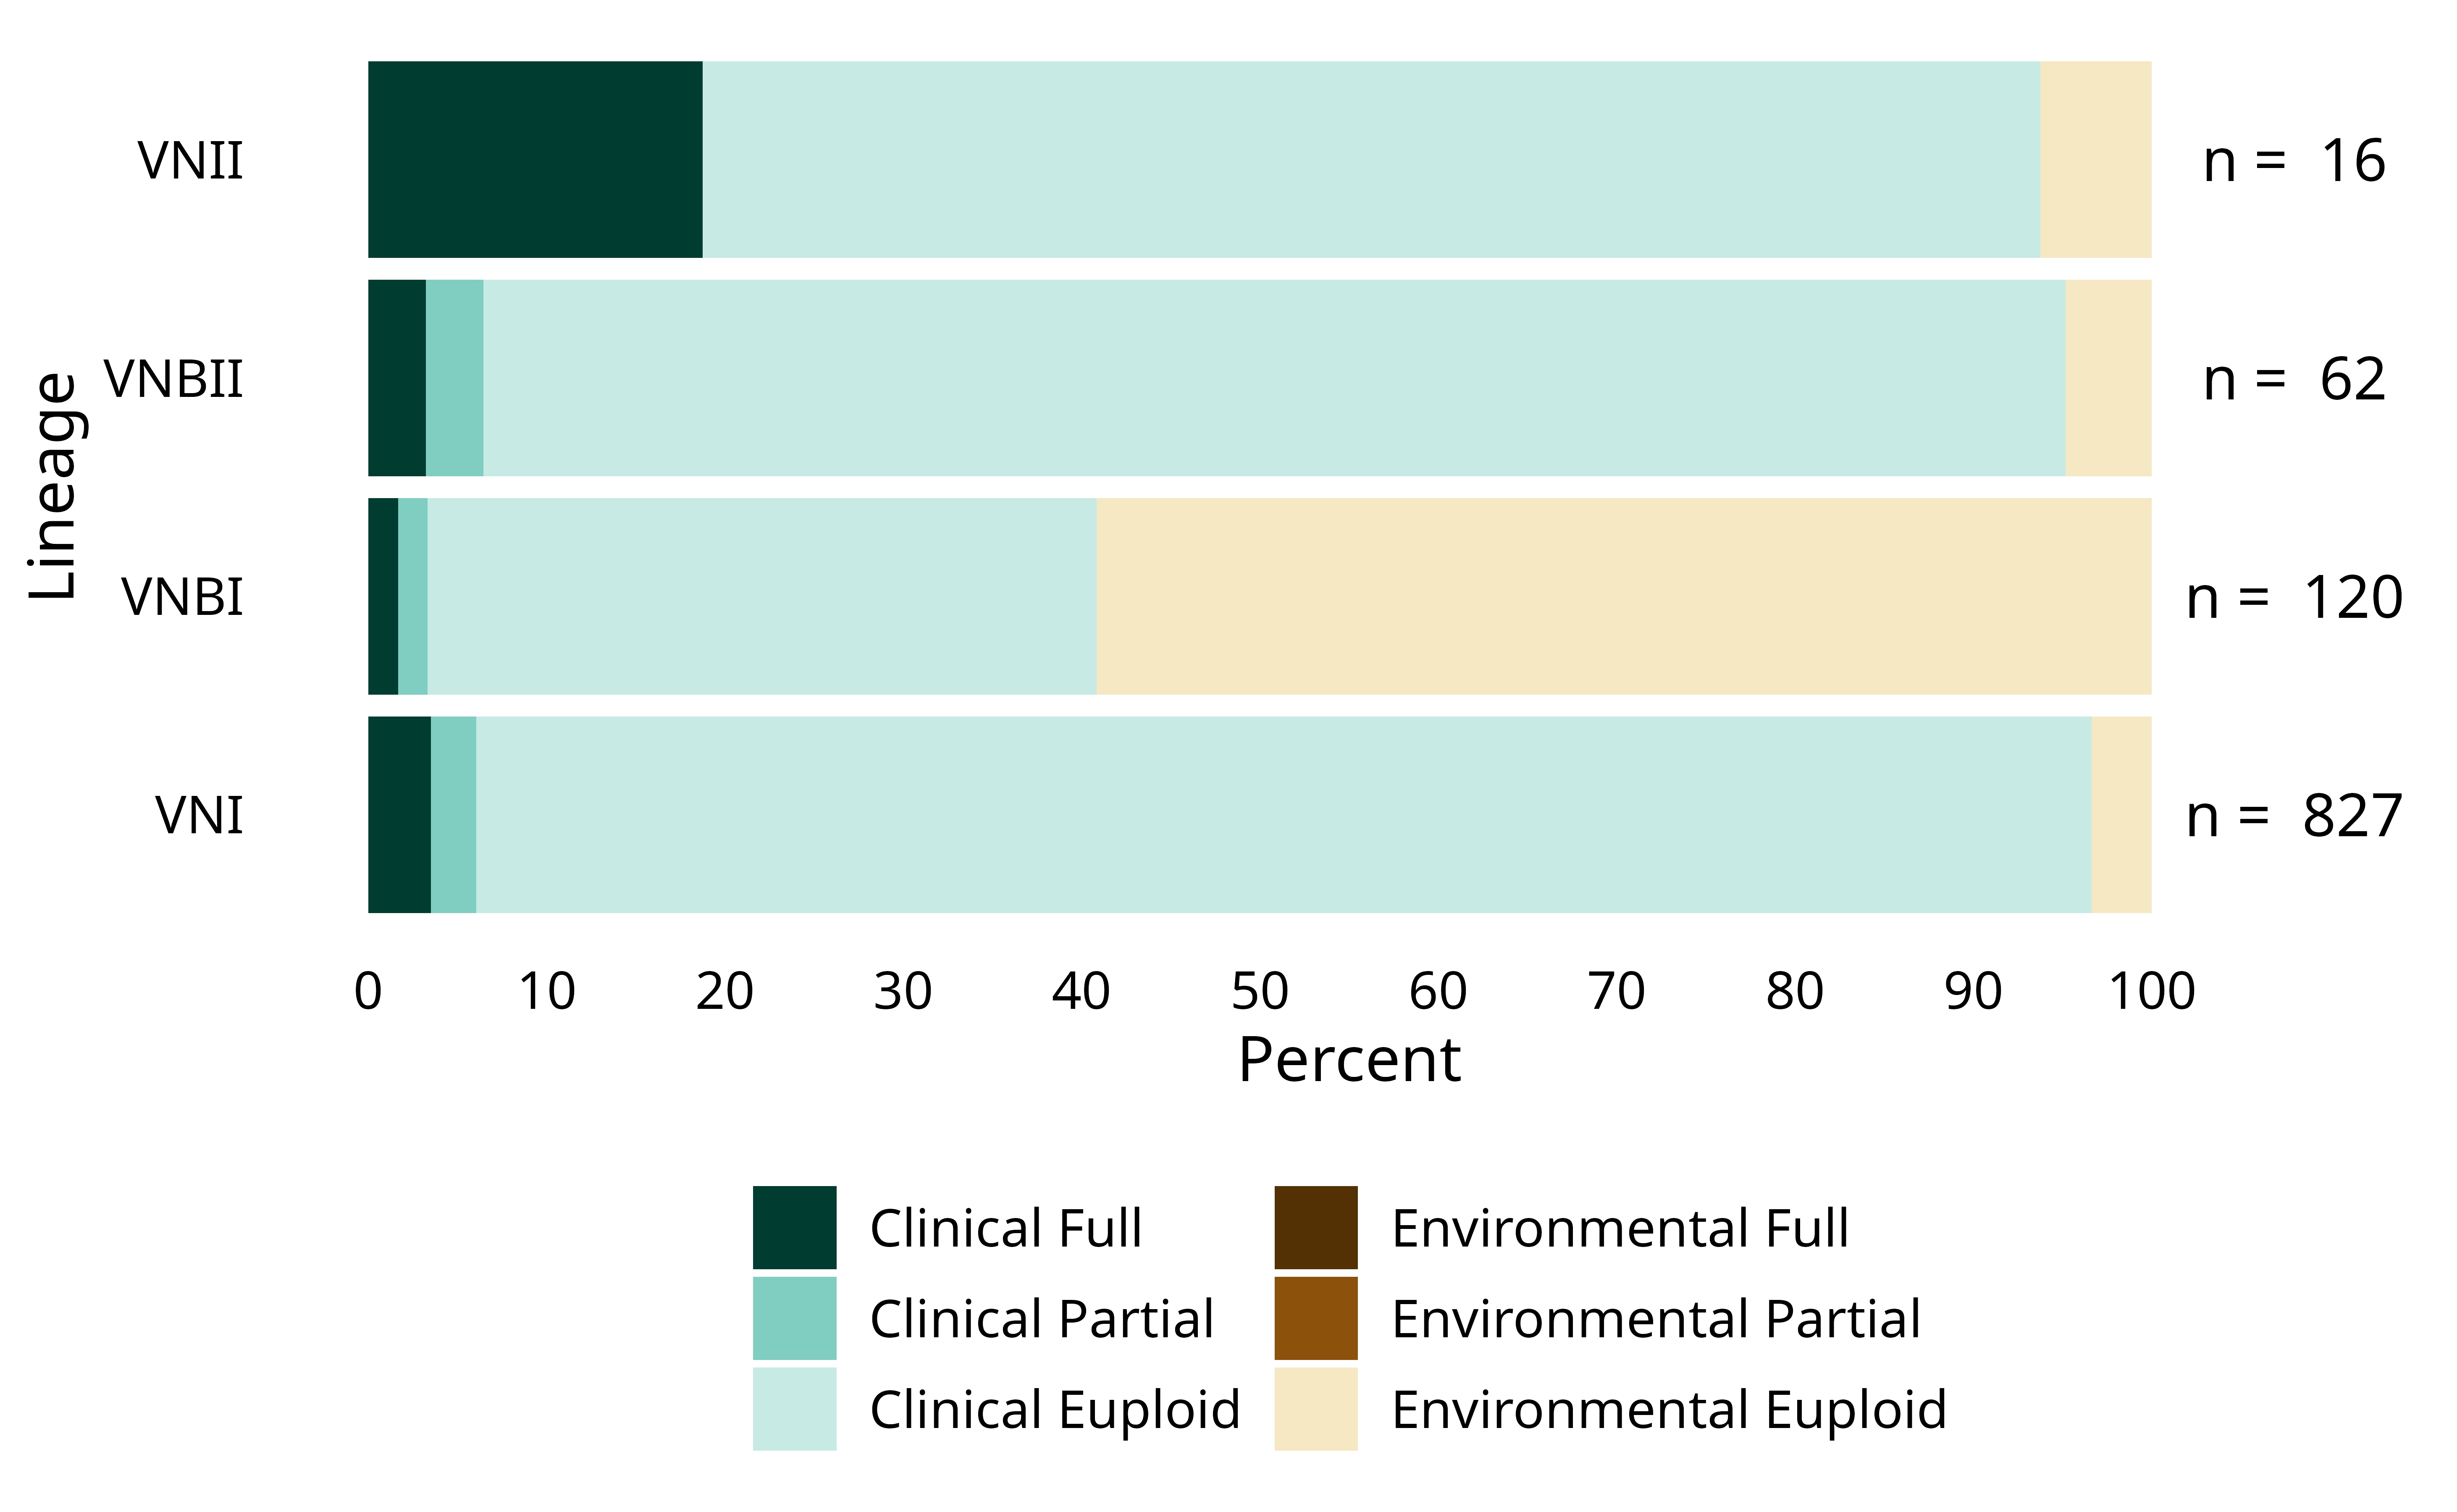 VNII
n = 16
VNBII
n = 62
Lineage
VNBI
n = 120
VNI
n = 827
0 10 20 30 40 50 60 70 80 90 100
Percent
Clinical Full
Environmental Full
Clinical Partial
Environmental Partial
Clinical Euploid
Environmental Euploid